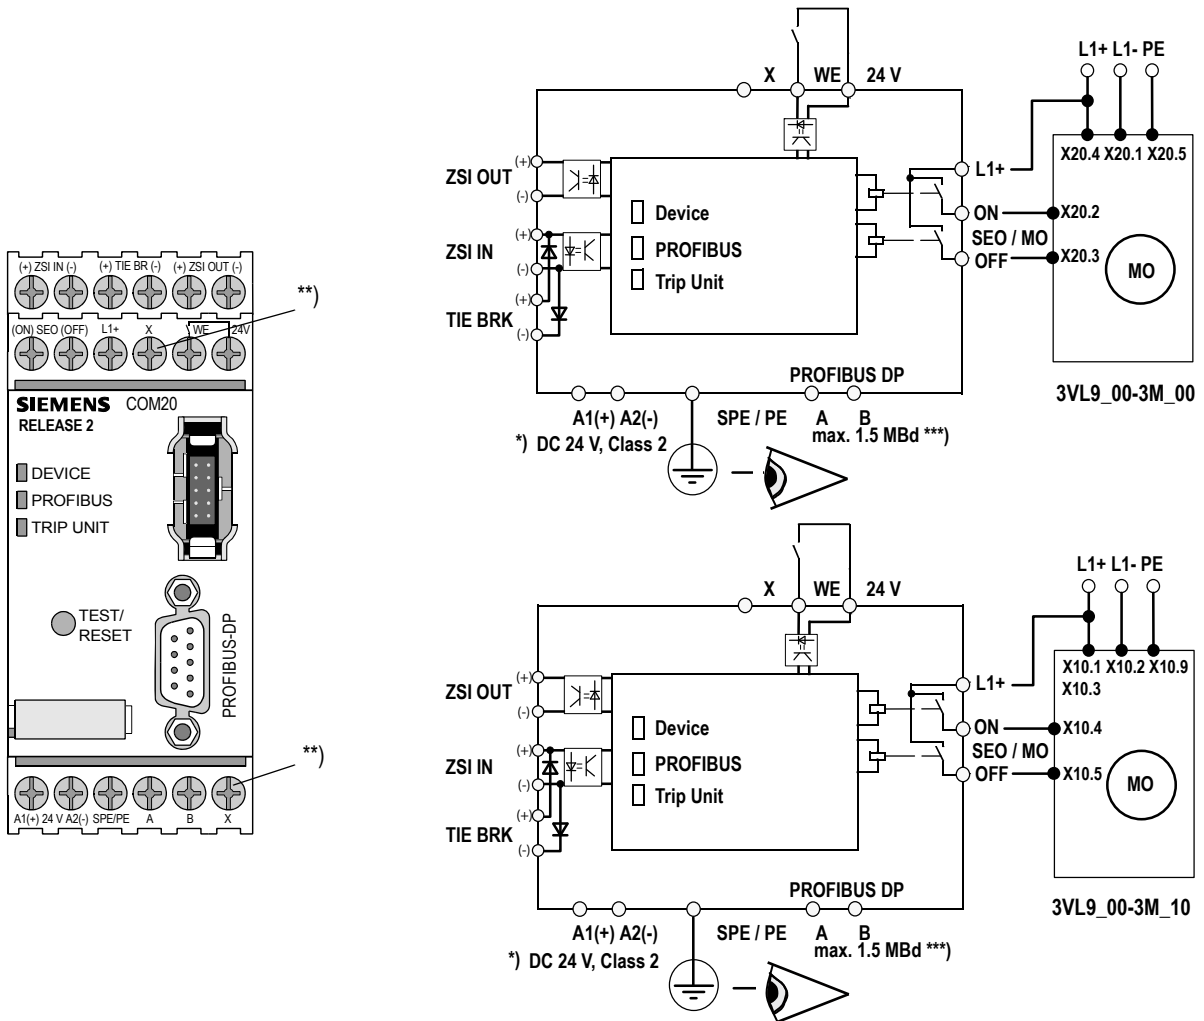 (+) ZSI IN (-) (+) TIE BR (-) (+) ZSI OUT (-)
**)
(ON) SEO (OFF) L1+ X WE 24V
SIEMENS COM20
RELEASE 2
DEVICE
PROFIBUS
TRIP UNIT
TEST/
RESET
PROFIBUS-DP
**)
A1(+) 24 V A2(-) SPE/PE A B X
X WE 24 V
L1+ L1- PE
X20.4 X20.1 X20.5
ZSI OUT (+)
(-)
L1+
Device
ON
X20.2
ZSI IN (+)
(-)
PROFIBUS
SEO / MO
OFF
X20.3
MO
Trip Unit
TIE BRK (+)
(-)
PROFIBUS DP
3VL9_00-3M_00
A1(+) A2(-) SPE / PE A B
*) DC 24 V, Class 2
max. 1.5 MBd ***)
X WE 24 V
L1+ L1- PE
X10.1 X10.2 X10.9
X10.3
ZSI OUT (+)
(-)
L1+
Device
ON
X10.4
ZSI IN (+)
(-)
PROFIBUS
SEO / MO
OFF
X10.5
MO
Trip Unit
TIE BRK (+)
(-)
PROFIBUS DP
3VL9_00-3M_10
A1(+) A2(-) SPE / PE A B
*) DC 24 V, Class 2
max. 1.5 MBd ***)